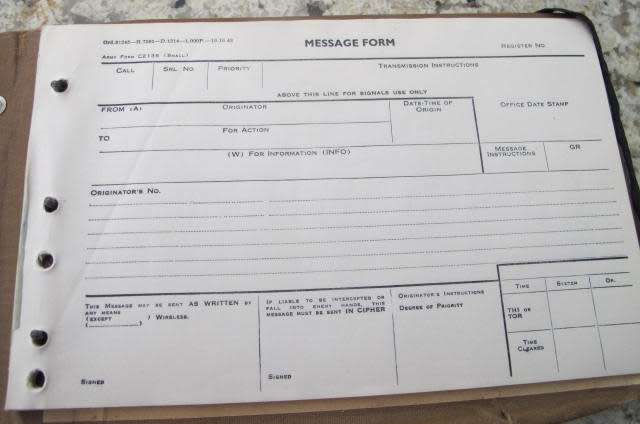 MESSAGE FORM
REGISTER NO.
ARMY FORM C2136 (SMALL)
CALL SRL. NO. PRIORITY TRANSMISSION INSTRUCTIONS
ABOVE THIS LINE FOR SIGNALS USE ONLY
FROM (A) ORIGINATOR DATE-TIME OF ORIGIN OFFICE DATE STAMP
TO FOR ACTION
(W) FOR INFORMATION (INFO) MESSAGE INSTRUCTIONS GR
ORIGINATOR'S NO.
THIS MESSAGE MAY BE SENT AS WRITTEN BY
ANY MEANS
(EXCEPT ) WIRELESS.
( )
SIGNED
IF LIABLE TO BE INTERCEPTED OR
FALL INTO ENEMY HANDS, THIS
MESSAGE MUST BE SENT IN CIPHER
SIGNED
ORIGINATOR'S INSTRUCTIONS
DEGREE OF PRIORITY
TIME SYSTEM OP.
THI OR
TOR
TIME
CLEARED